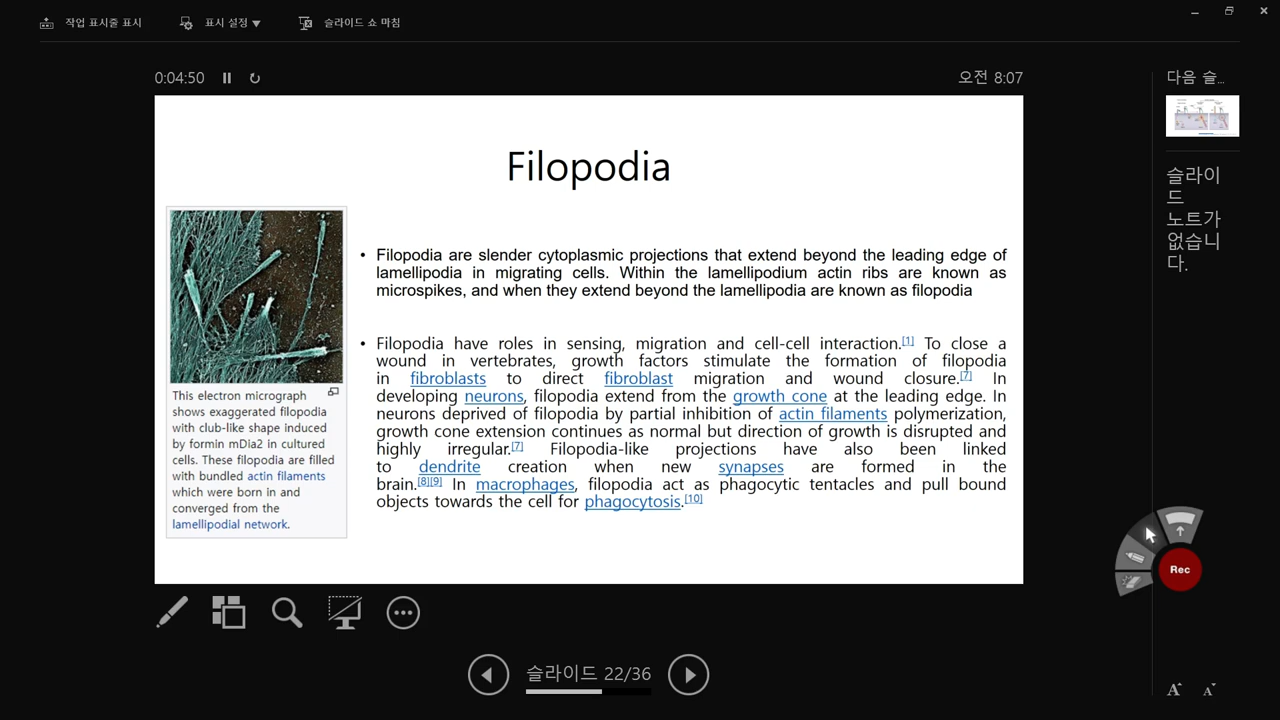 작업 표시줄 표시
표시 설정 ▼
슬라이드 쇼 마침
0:04:50
오전 8:07
Filopodia
This electron micrograph
shows exaggerated filopodia
with club-like shape induced
by formin mDia2 in cultured
cells. These filopodia are filled
with bundled actin filaments
which were born in and
converged from the
lamellipodial network.
• Filopodia are slender cytoplasmic projections that extend beyond the leading edge of
lamellipodia in migrating cells. Within the lamellipodium actin ribs are known as
microspikes, and when they extend beyond the lamellipodia are known as filopodia
• Filopodia have roles in sensing, migration and cell-cell interaction.[1] To close a
wound in vertebrates, growth factors stimulate the formation of filopodia
in fibroblasts to direct fibroblast migration and wound closure.[7] In
developing neurons, filopodia extend from the growth cone at the leading edge. In
neurons deprived of filopodia by partial inhibition of actin filaments polymerization,
growth cone extension continues as normal but direction of growth is disrupted and
highly irregular.[7] Filopodia-like projections have also been linked
to dendrite creation when new synapses are formed in the
brain.[8][9] In macrophages, filopodia act as phagocytic tentacles and pull bound
objects towards the cell for phagocytosis.[10]
다음 슬...
슬라이
드
노트가
없습니
다.
Rec
슬라이드 22/36
A A